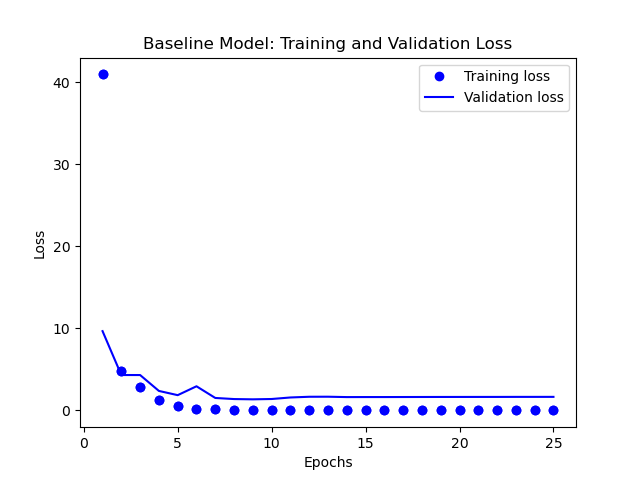 Baseline Model: Training and Validation Loss
Training loss
Validation loss
Loss
40
30
20
10
0
0 5 10 15 20 25
Epochs